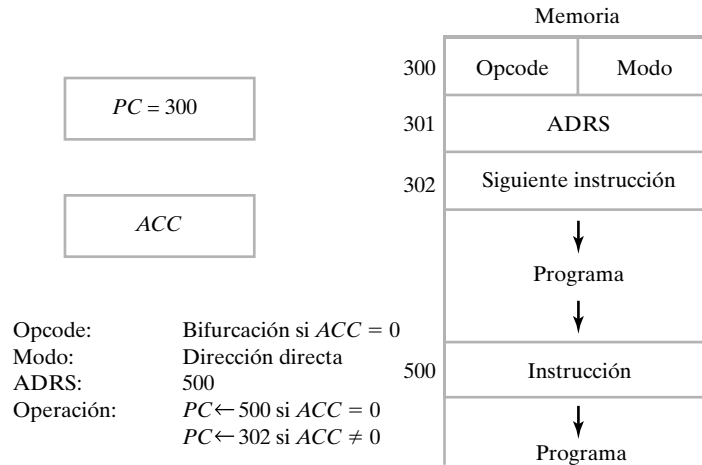 Memoria
300 Opcode Modo
PC = 300
301 ADRS
302 Siguiente instrucción
ACC
Programa
Opcode: Bifurcación si ACC = 0
Modo: Dirección directa
ADRS: 500
Operación: PC ← 500 si ACC = 0
PC ← 302 si ACC ≠ 0
500 Instrucción
Programa